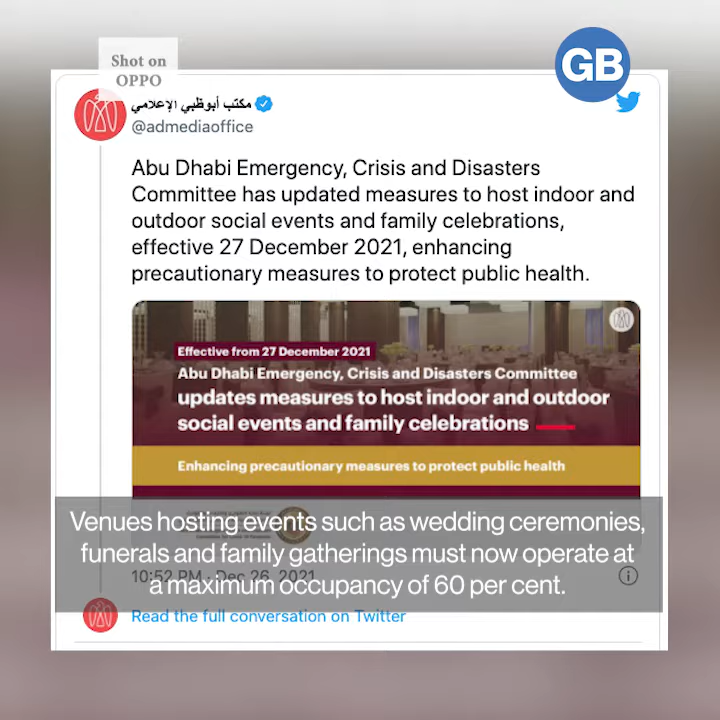 Shot on
OPPO
GB
مكتب أبوظبي الإعلامي
@admediaoffice
Abu Dhabi Emergency, Crisis and Disasters
Committee has updated measures to host indoor and
outdoor social events and family celebrations,
effective 27 December 2021, enhancing
precautionary measures to protect public health.
Effective from 27 December 2021
Abu Dhabi Emergency, Crisis and Disasters Committee
updates measures to host indoor and outdoor
social events and family celebrations
Enhancing precautionary measures to protect public health
Venues hosting events such as wedding ceremonies,
funerals and family gatherings must now operate at
10:52 PM · Dec 26, 2021
a maximum occupancy of 60 per cent.
Read the full conversation on Twitter